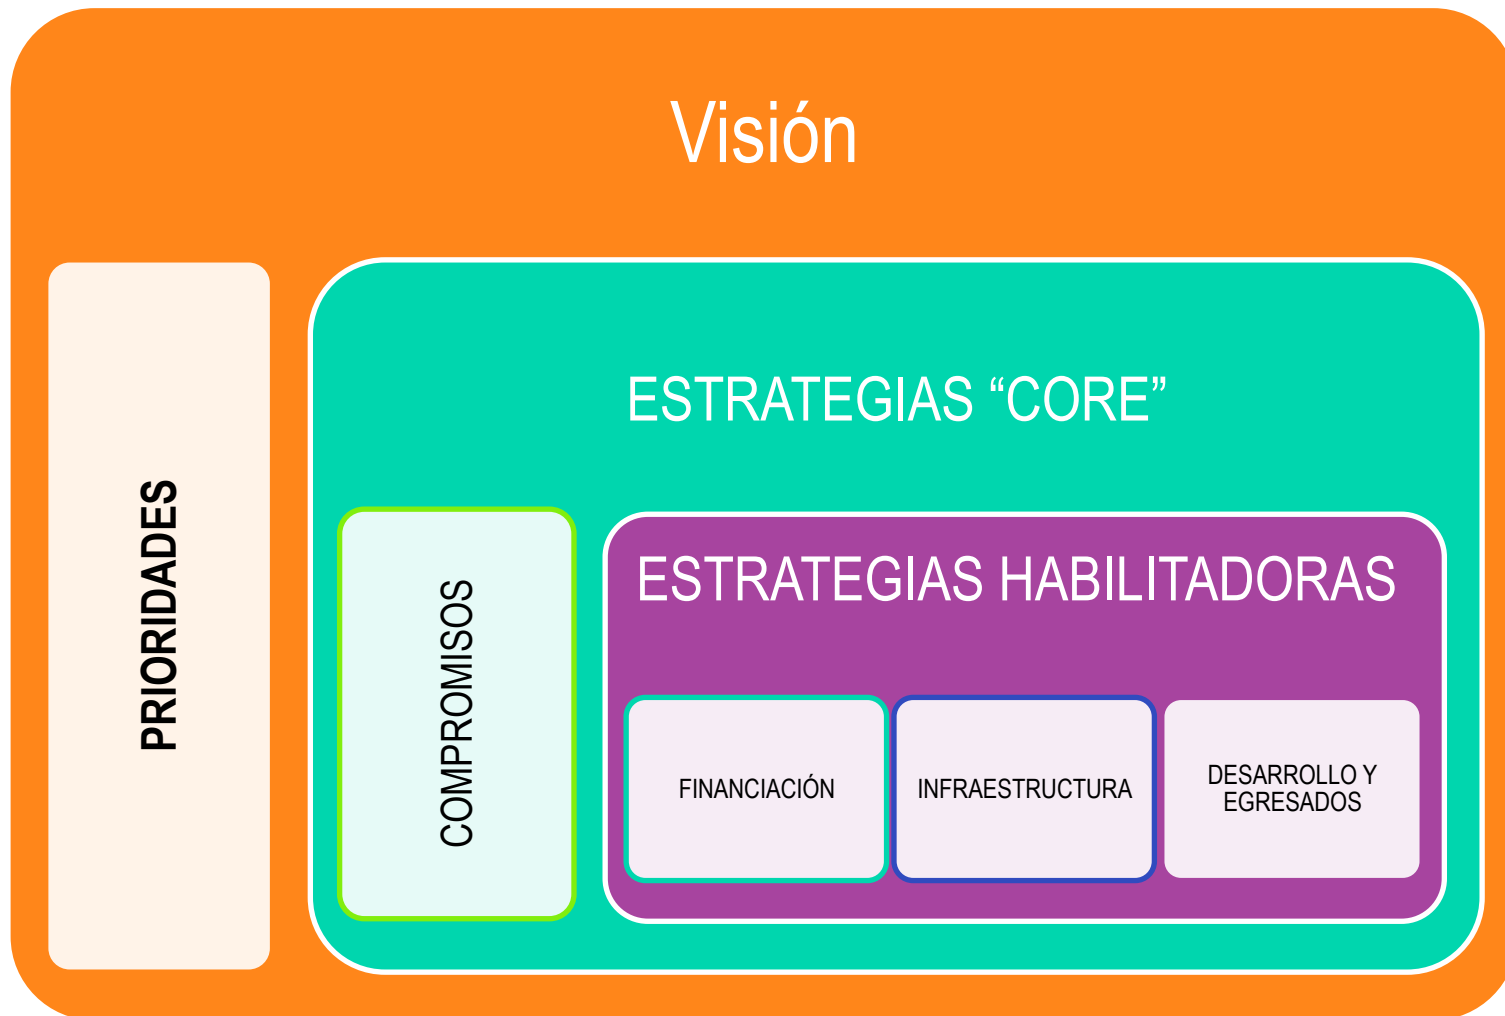 Visión
PRIORIDADES
ESTRATEGIAS “CORE”
COMPROMISOS
ESTRATEGIAS HABILITADORAS
FINANCIACIÓN
INFRAESTRUCTURA
DESARROLLO Y
EGRESADOS